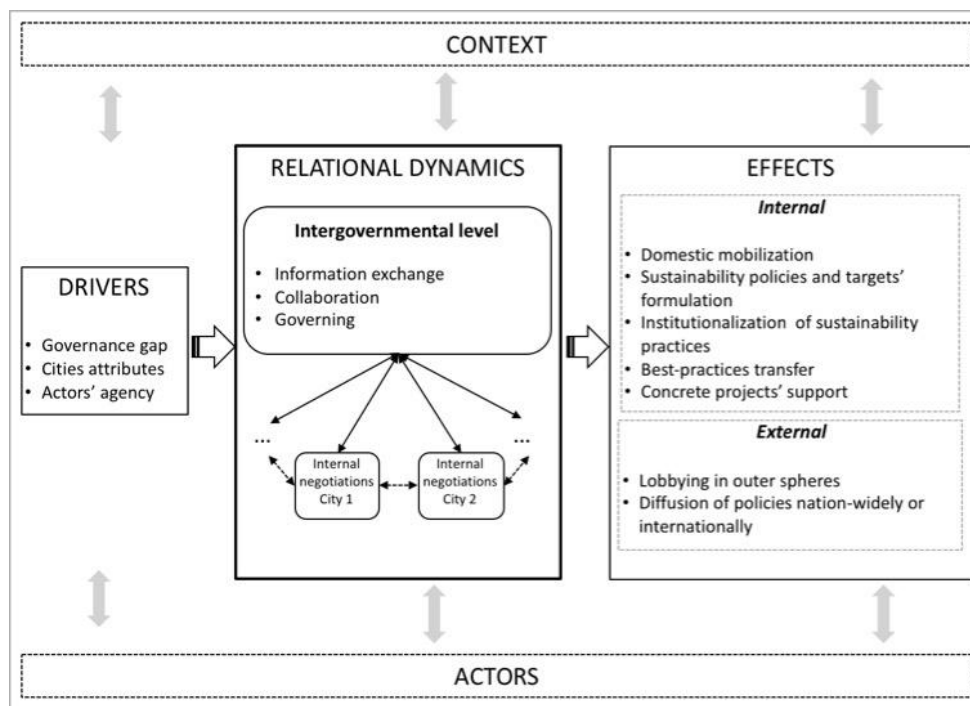 CONTEXT
DRIVERS
• Governance gap
• Cities attributes
• Actors' agency
RELATIONAL DYNAMICS
Intergovernmental level
• Information exchange
• Collaboration
• Governing
...
...
Internal
negotiations
City 1
Internal
negotiations
City 2
EFFECTS
Internal
• Domestic mobilization
• Sustainability policies and targets'
formulation
• Institutionalization of sustainability
practices
• Best-practices transfer
• Concrete projects' support
External
• Lobbying in outer spheres
• Diffusion of policies nation-widely or
internationally
ACTORS